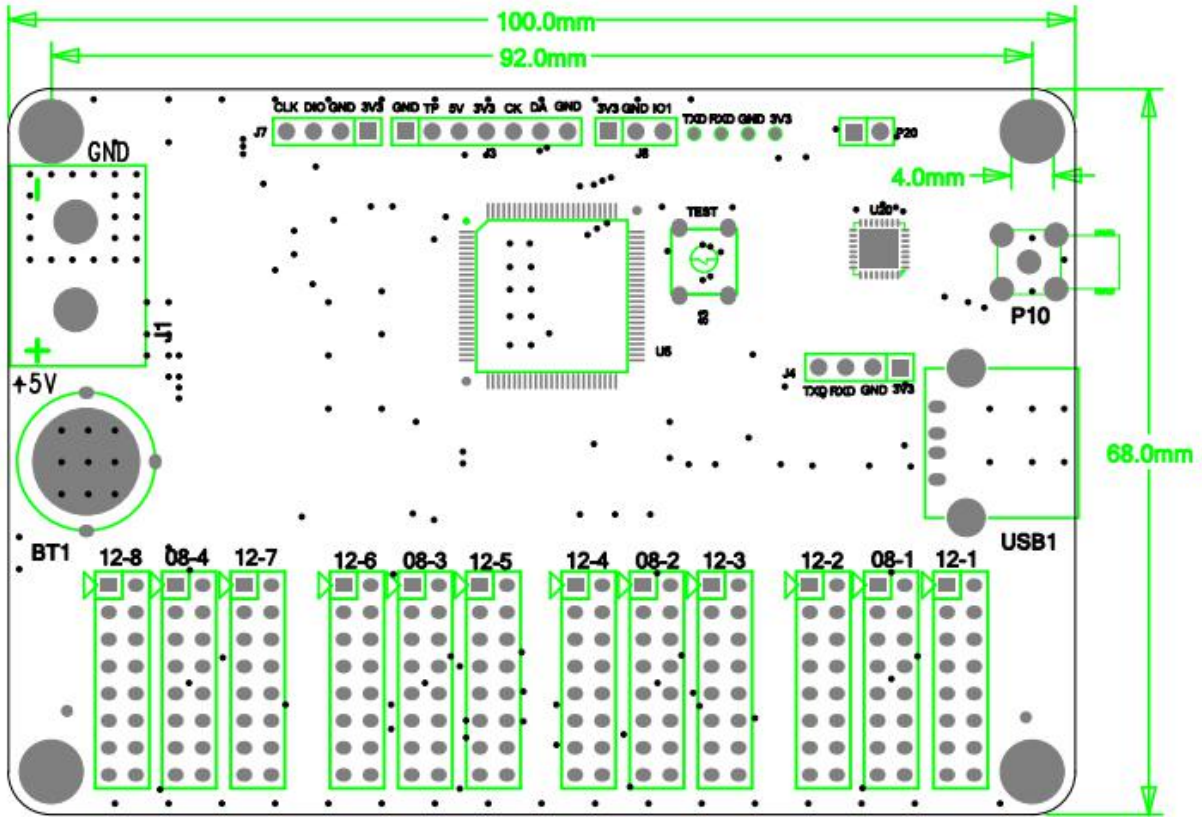 100.0mm
92.0mm
CLK DIO GND 3V3 GND TP 5V 3V3 CK DA GND 3V3 GND IO1
TXD RXD GND 3V3
J7
J3
J8
P20
GND
4.0mm
TEST
U20
-
J1
S3
P10
+
U5
+5V
J4
TXD RXD GND 3V3
68.0mm
BT1
USB1
12-8 08-4 12-7 12-6 08-3 12-5 12-4 08-2 12-3 12-2 08-1 12-1